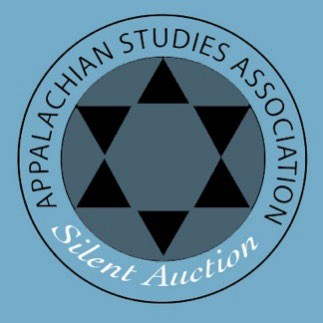 APPALACHIAN STUDIES ASSOCIATION
Silent Auction